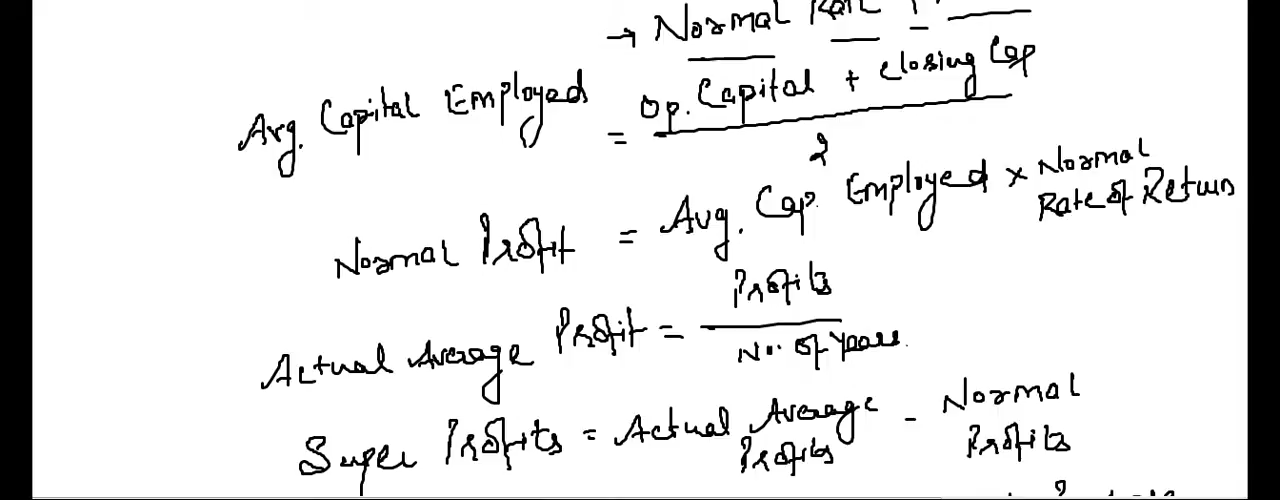 → Normal Rate
Avg. Capital Employed = Op. Capital + Closing Cap
2
Normal Profit = Avg. Cap. Employed × Normal Rate of Return
Actual Average Profit = Profits
No. of Years.
Super Profits = Actual Average Profits - Normal Profits